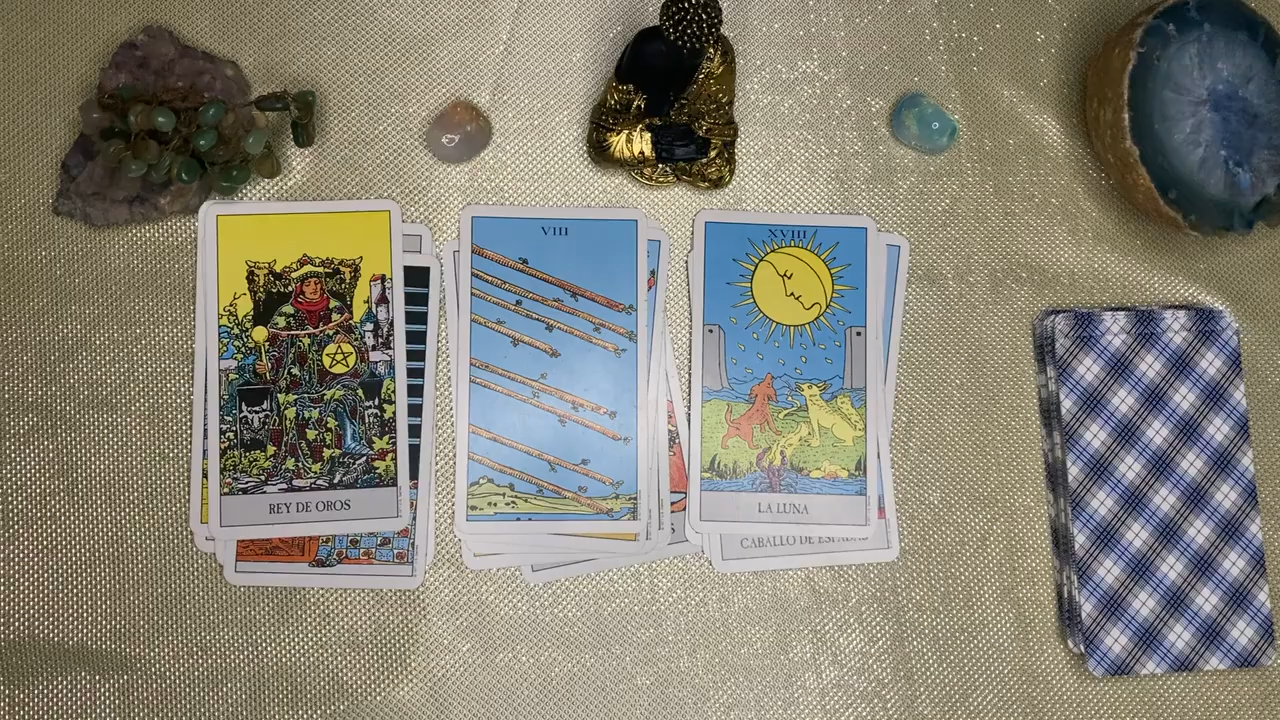 REY DE OROS
VIII
XVIII
LA LUNA
CABALLO DE ESPADAS